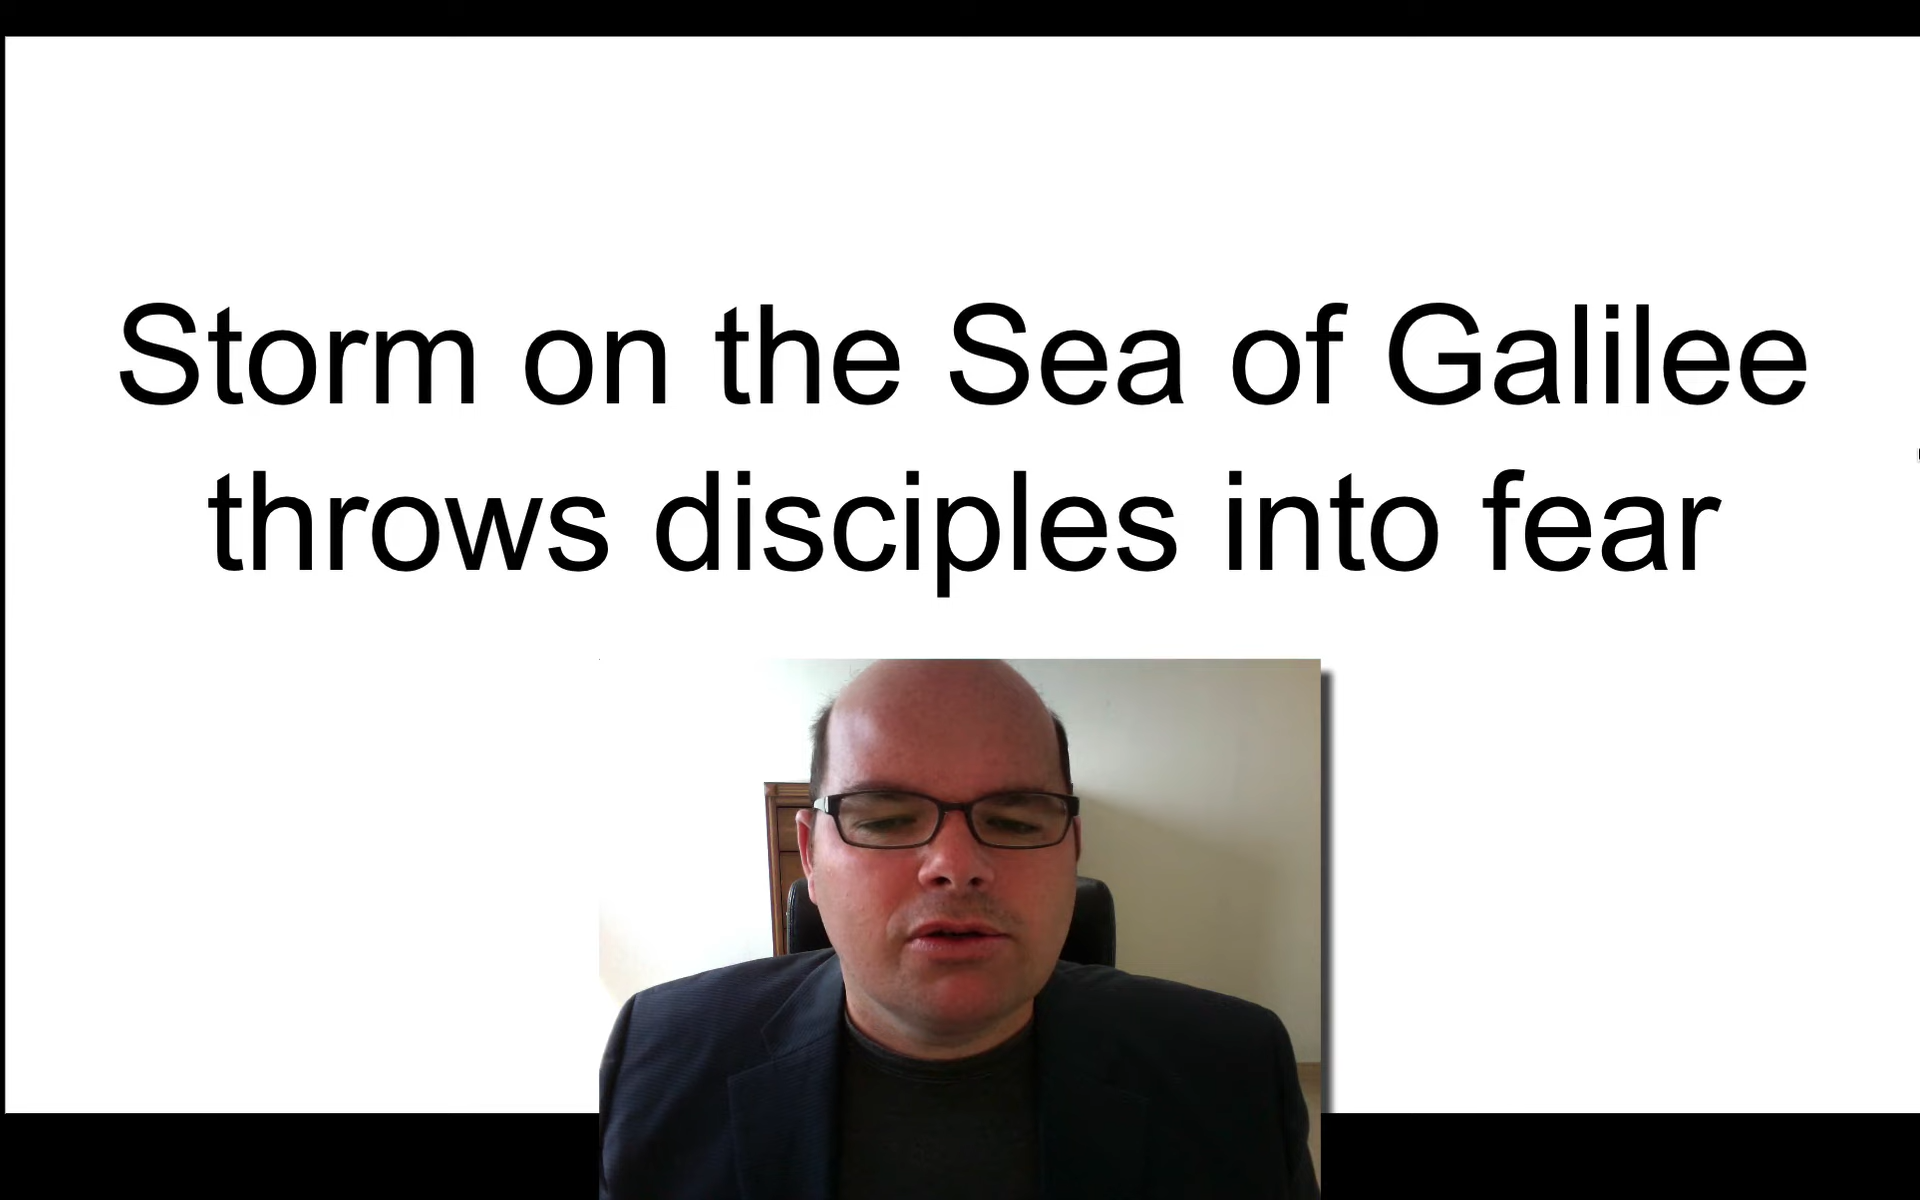 Storm on the Sea of Galilee
throws disciples into fear